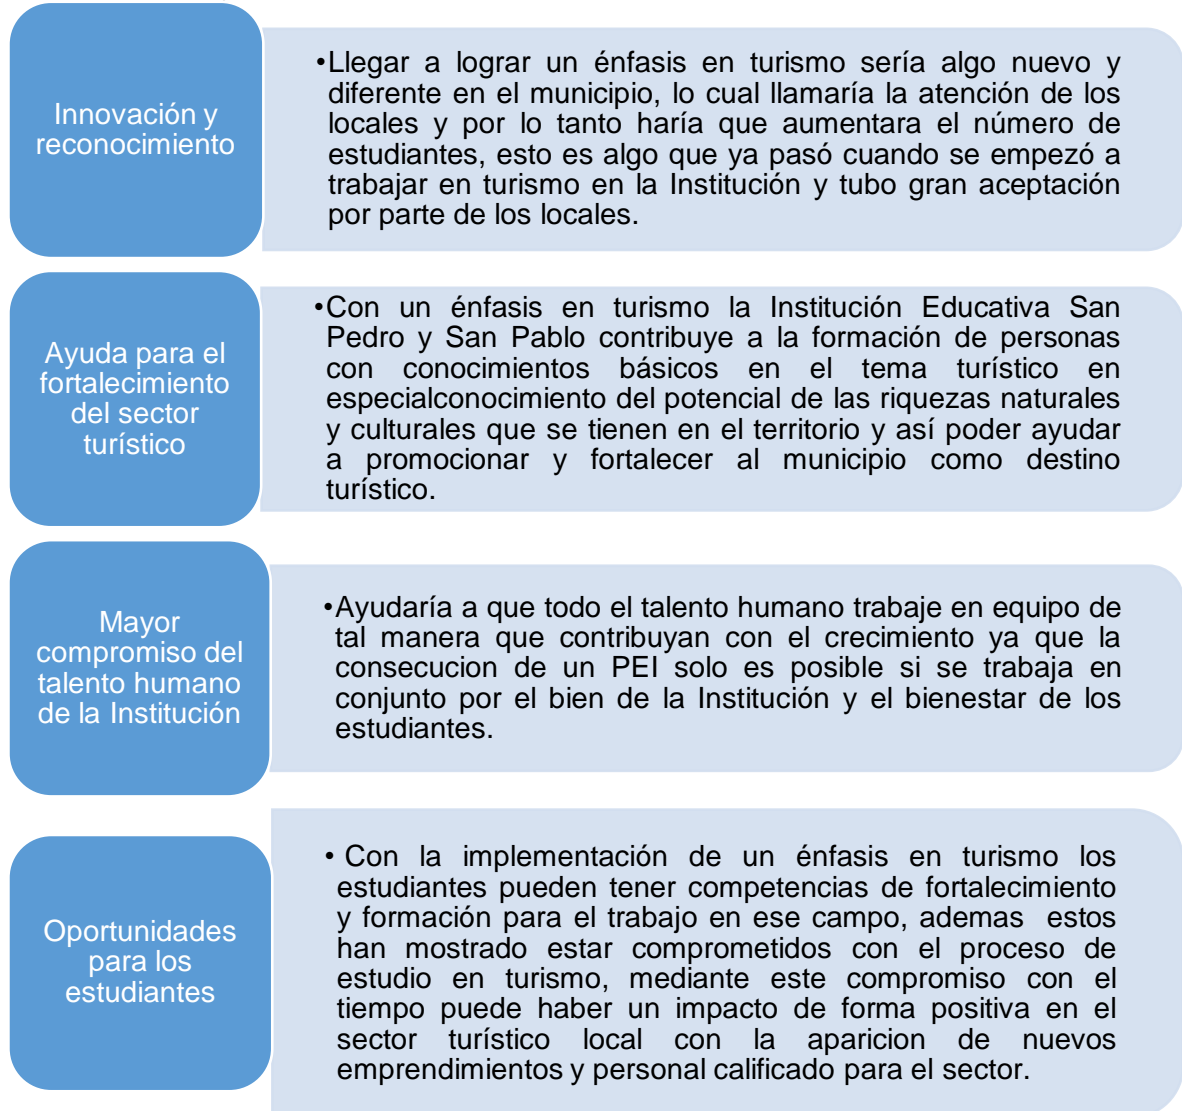 Innovación y
reconocimiento
•Llegar a lograr un énfasis en turismo sería algo nuevo y
diferente en el municipio, lo cual llamaría la atención de los
locales y por lo tanto haría que aumentara el número de
estudiantes, esto es algo que ya pasó cuando se empezó a
trabajar en turismo en la Institución y tubo gran aceptación
por parte de los locales.
Ayuda para el
fortalecimiento
del sector
turístico
•Con un énfasis en turismo la Institución Educativa San
Pedro y San Pablo contribuye a la formación de personas
con conocimientos básicos en el tema turístico en
especialconocimiento del potencial de las riquezas naturales
y culturales que se tienen en el territorio y así poder ayudar
a promocionar y fortalecer al municipio como destino
turístico.
Mayor
compromiso del
talento humano
de la Institución
•Ayudaría a que todo el talento humano trabaje en equipo de
tal manera que contribuyan con el crecimiento ya que la
consecucion de un PEI solo es posible si se trabaja en
conjunto por el bien de la Institución y el bienestar de los
estudiantes.
Oportunidades
para los
estudiantes
• Con la implementación de un énfasis en turismo los
estudiantes pueden tener competencias de fortalecimiento
y formación para el trabajo en ese campo, ademas estos
han mostrado estar comprometidos con el proceso de
estudio en turismo, mediante este compromiso con el
tiempo puede haber un impacto de forma positiva en el
sector turístico local con la aparicion de nuevos
emprendimientos y personal calificado para el sector.